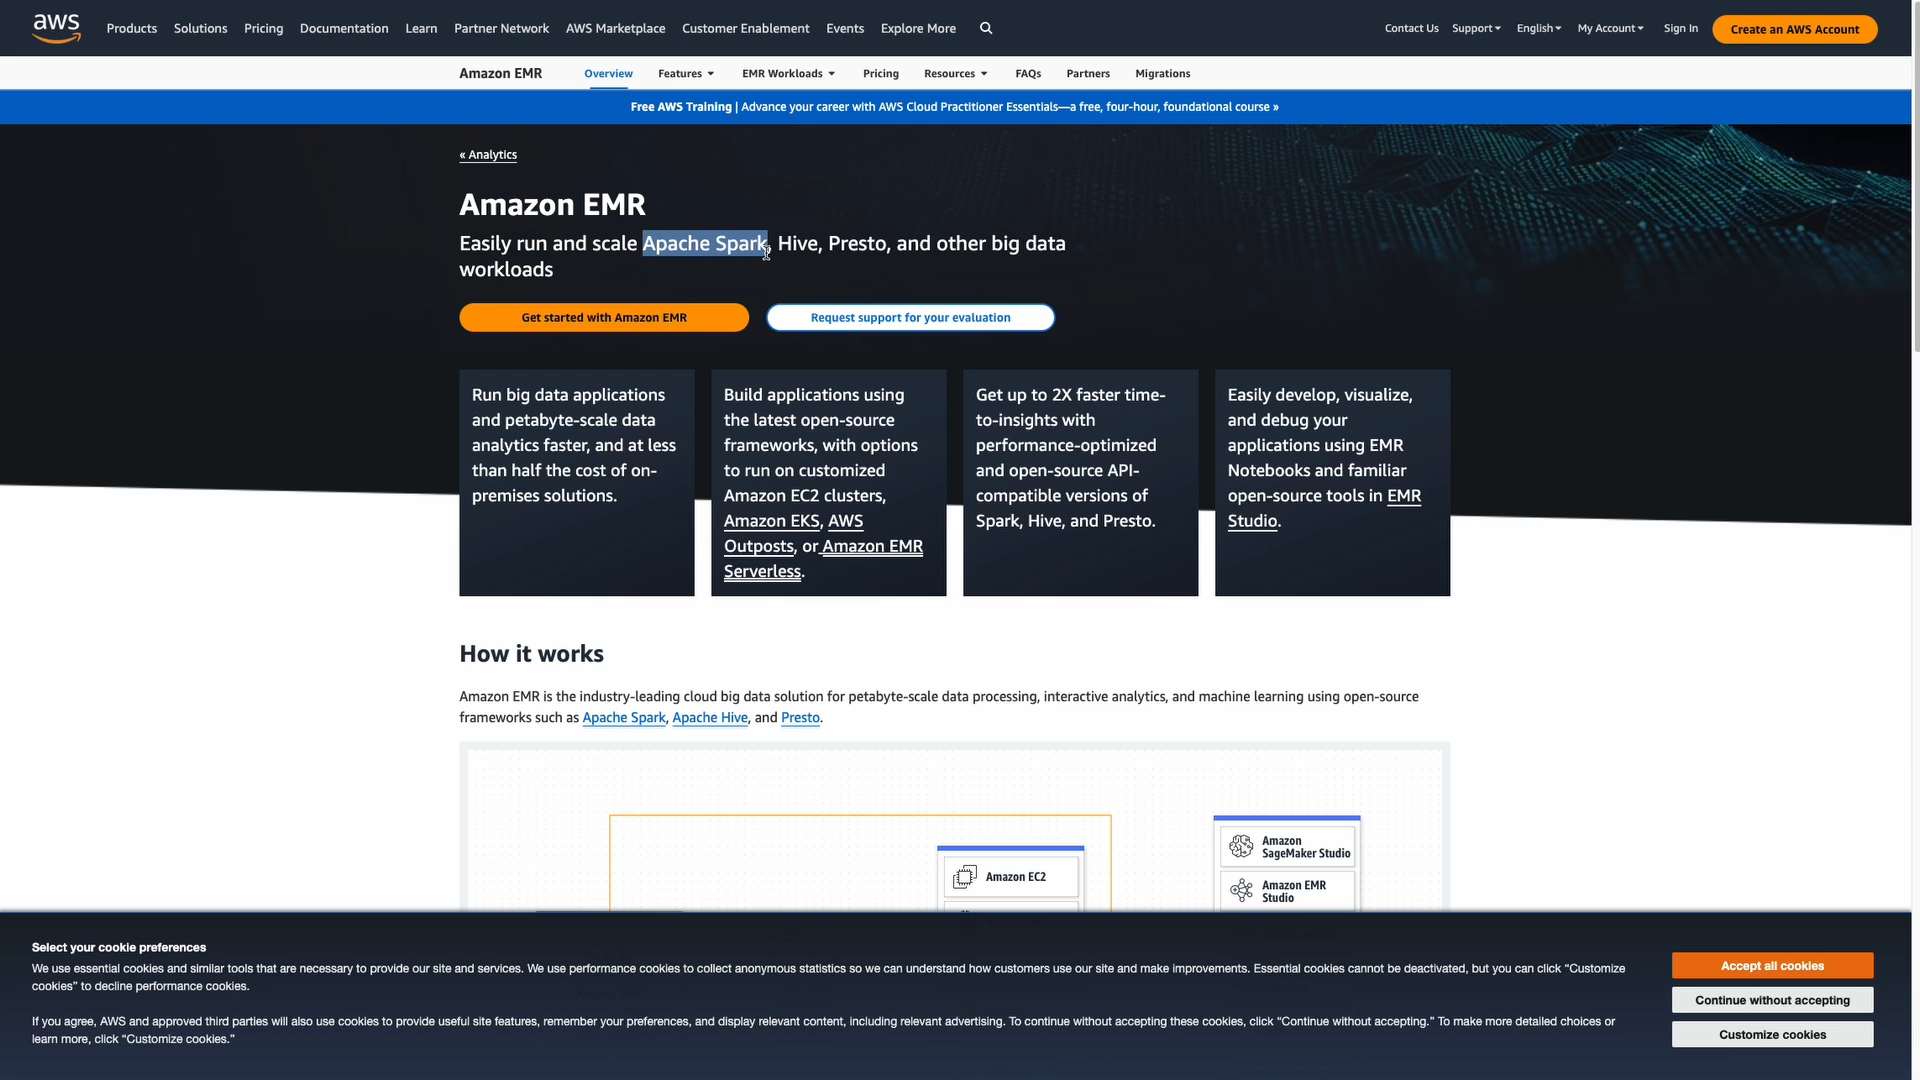 aws
Products Solutions Pricing Documentation Learn Partner Network AWS Marketplace Customer Enablement Events Explore More
Contact Us Support English My Account Sign In Create an AWS Account
Amazon EMR Overview Features EMR Workloads Pricing Resources FAQs Partners Migrations
Free AWS Training | Advance your career with AWS Cloud Practitioner Essentials—a free, four-hour, foundational course »
« Analytics
Amazon EMR
Easily run and scale Apache Spark, Hive, Presto, and other big data
workloads
Get started with Amazon EMR
Request support for your evaluation
Run big data applications
and petabyte-scale data
analytics faster, and at less
than half the cost of on-
premises solutions.
Build applications using
the latest open-source
frameworks, with options
to run on customized
Amazon EC2 clusters,
Amazon EKS, AWS
Outposts, or Amazon EMR
Serverless.
Get up to 2X faster time-
to-insights with
performance-optimized
and open-source API-
compatible versions of
Spark, Hive, and Presto.
Easily develop, visualize,
and debug your
applications using EMR
Notebooks and familiar
open-source tools in EMR
Studio.
How it works
Amazon EMR is the industry-leading cloud big data solution for petabyte-scale data processing, interactive analytics, and machine learning using open-source
frameworks such as Apache Spark, Apache Hive, and Presto.
Amazon EC2
Amazon
SageMaker Studio
Amazon EMR
Studio
Select your cookie preferences
We use essential cookies and similar tools that are necessary to provide our site and services. We use performance cookies to collect anonymous statistics so we can understand how customers use our site and make improvements. Essential cookies cannot be deactivated, but you can click “Customize
cookies” to decline performance cookies.
If you agree, AWS and approved third parties will also use cookies to provide useful site features, remember your preferences, and display relevant content, including relevant advertising. To continue without accepting these cookies, click “Continue without accepting.” To make more detailed choices or
learn more, click “Customize cookies.”
Accept all cookies
Continue without accepting
Customize cookies